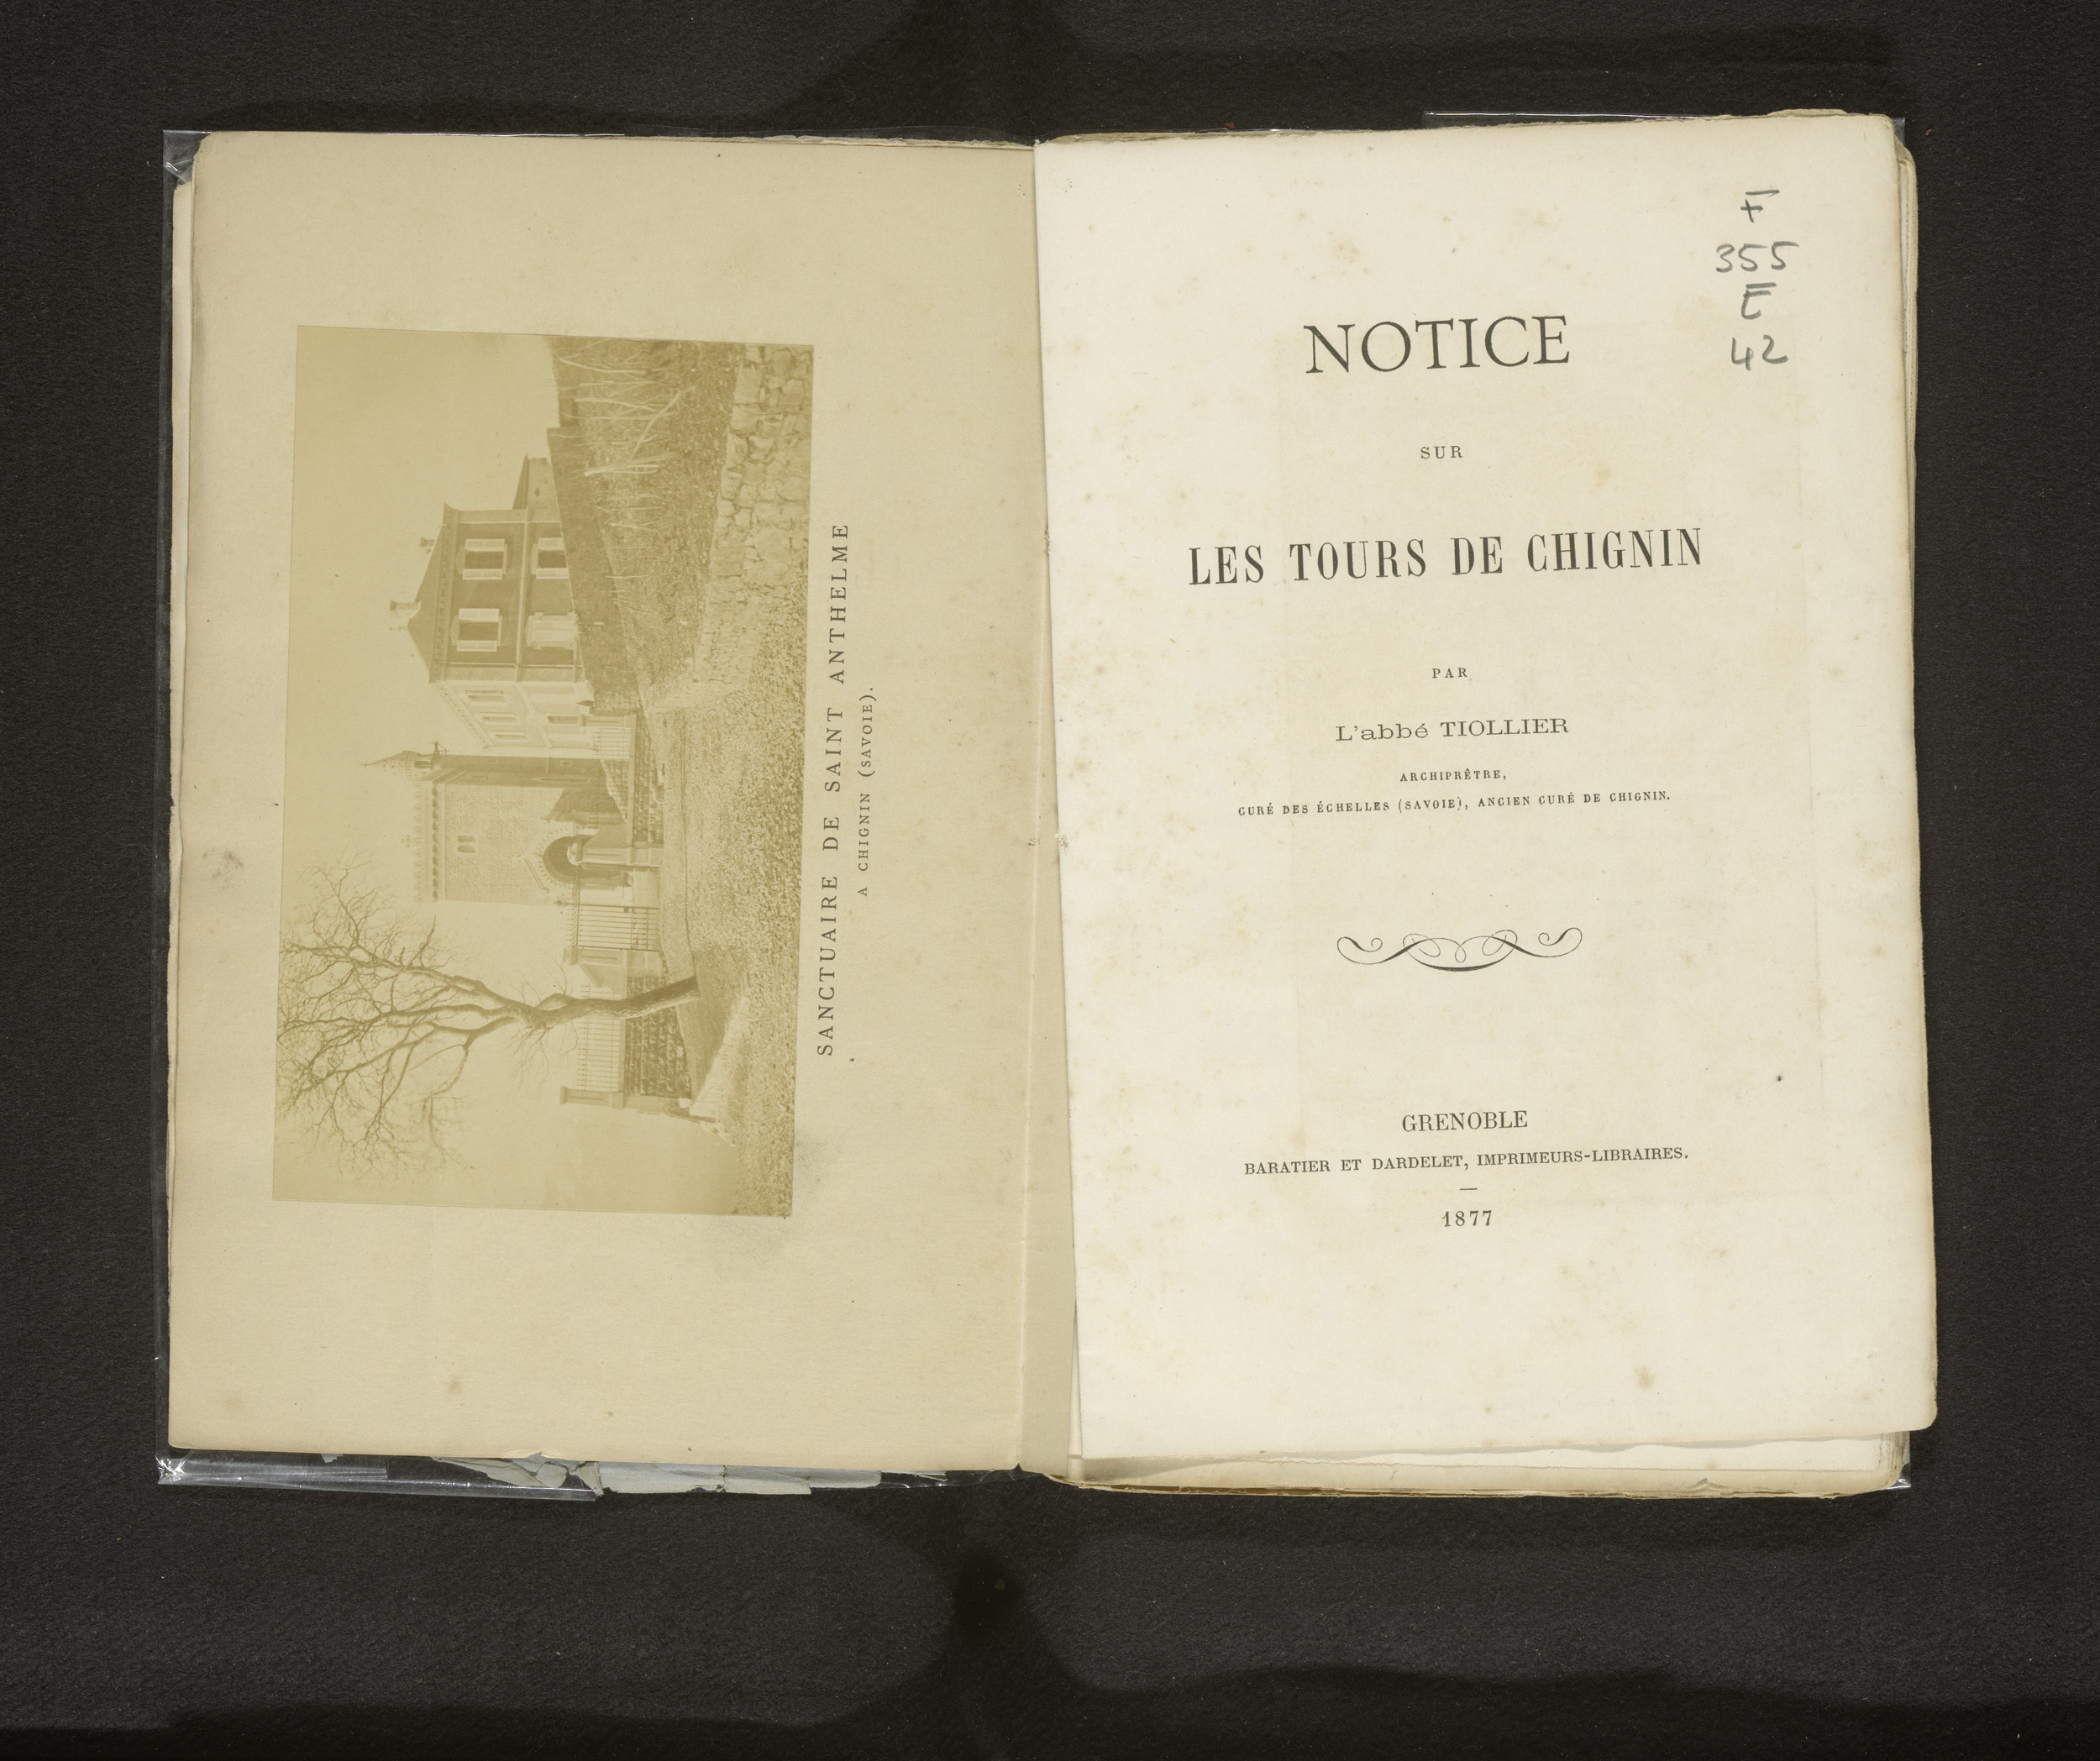 SANCTUAIRE DE SAINT ANTHELME
A CHIGNIN (SAVOIE).
F
355
E
42
NOTICE
SUR
LES TOURS DE CHIGNIN
PAR
L'abbé TIOLLIER
ARCHIPRÊTRE,
CURÉ DES ÉCHELLES (SAVOIE), ANCIEN CURÉ DE CHIGNIN.
GRENOBLE
BARATIER ET DARDELET, IMPRIMEURS-LIBRAIRES.
1877